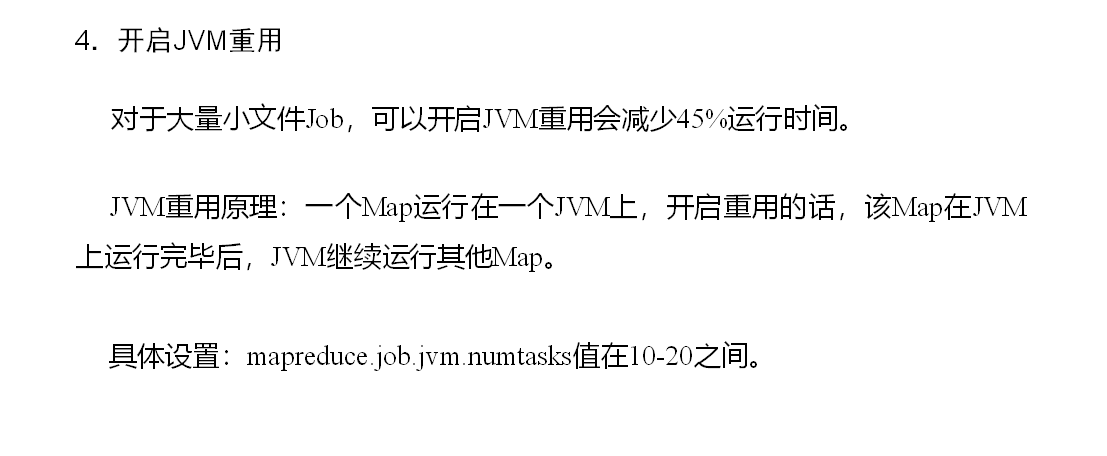 4. 开启JVM重用
对于大量小文件Job，可以开启JVM重用会减少45%运行时间。
JVM重用原理：一个Map运行在一个JVM上，开启重用的话，该Map在JVM
上运行完毕后，JVM继续运行其他Map。
具体设置：mapreduce.job.jvm.numtasks值在10-20之间。